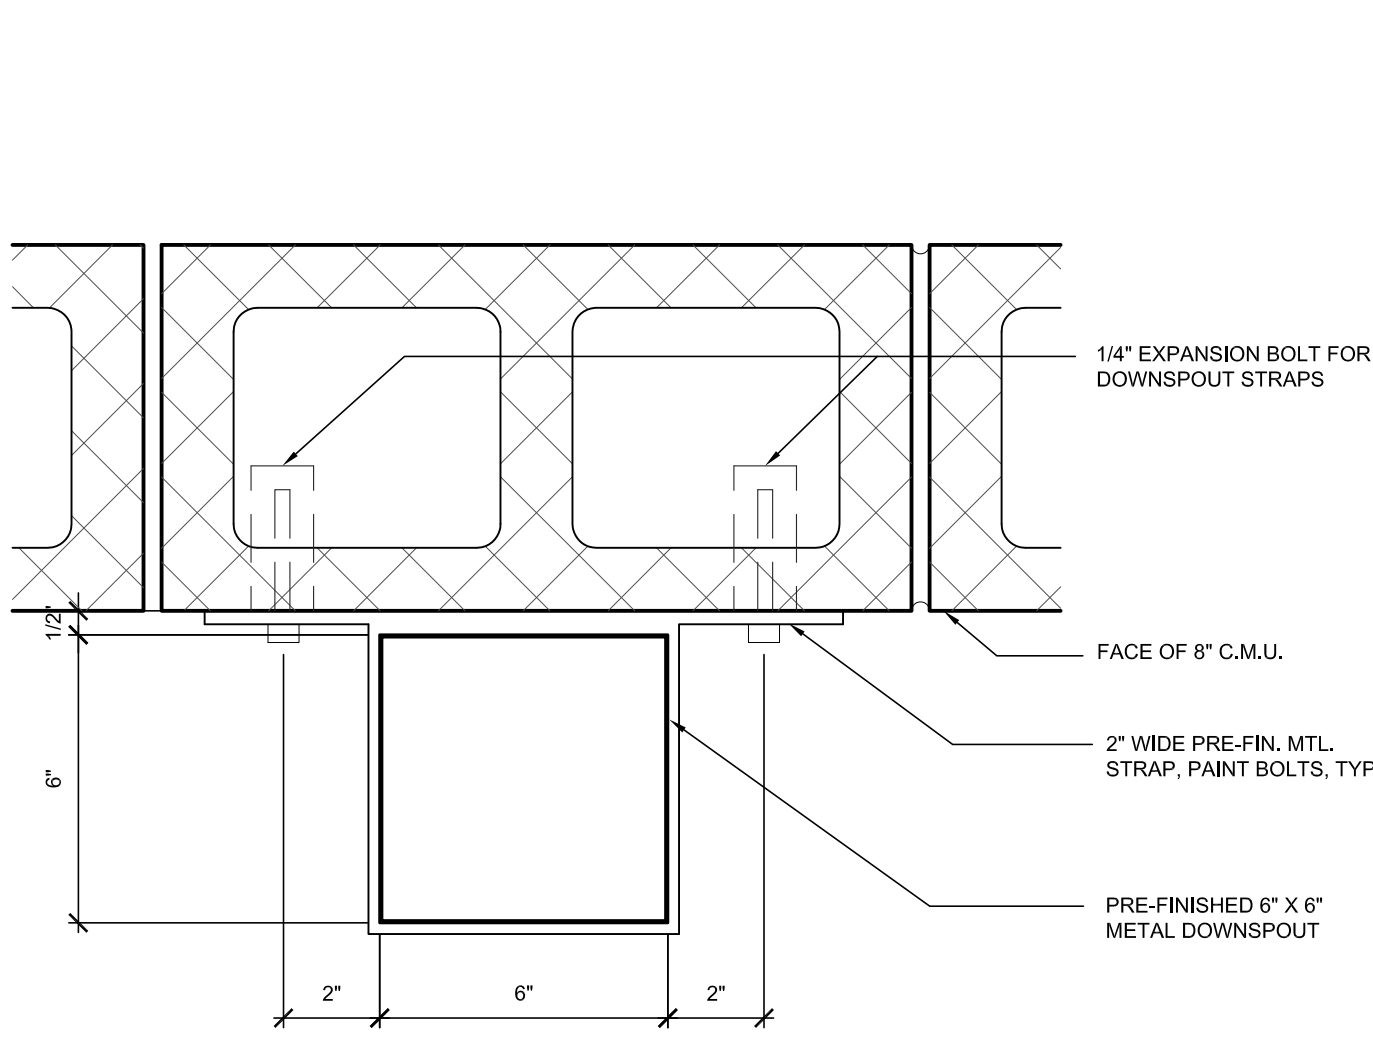 1/4" EXPANSION BOLT FOR
DOWNSPOUT STRAPS
1/2"
FACE OF 8" C.M.U.
2" WIDE PRE-FIN. MTL.
STRAP, PAINT BOLTS, TYP
6"
PRE-FINISHED 6" X 6"
METAL DOWNSPOUT
2"
6"
2"